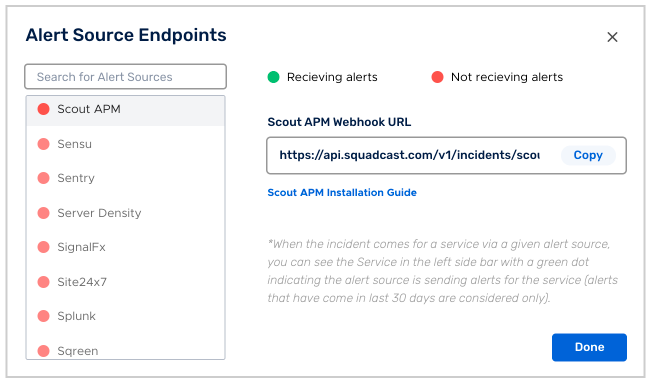 Alert Source Endpoints
Search for Alert Sources
Recieving alerts
Not recieving alerts
Scout APM
Sensu
Sentry
Server Density
SignalFx
Site24x7
Splunk
Sqreen
Scout APM Webhook URL
https://api.squadcast.com/v1/incidents/scou
Copy
Scout APM Installation Guide
*When the incident comes for a service via a given alert source,
you can see the Service in the left side bar with a green dot
indicating the alert source is sending alerts for the service (alerts
that have come in last 30 days are considered only).
Done